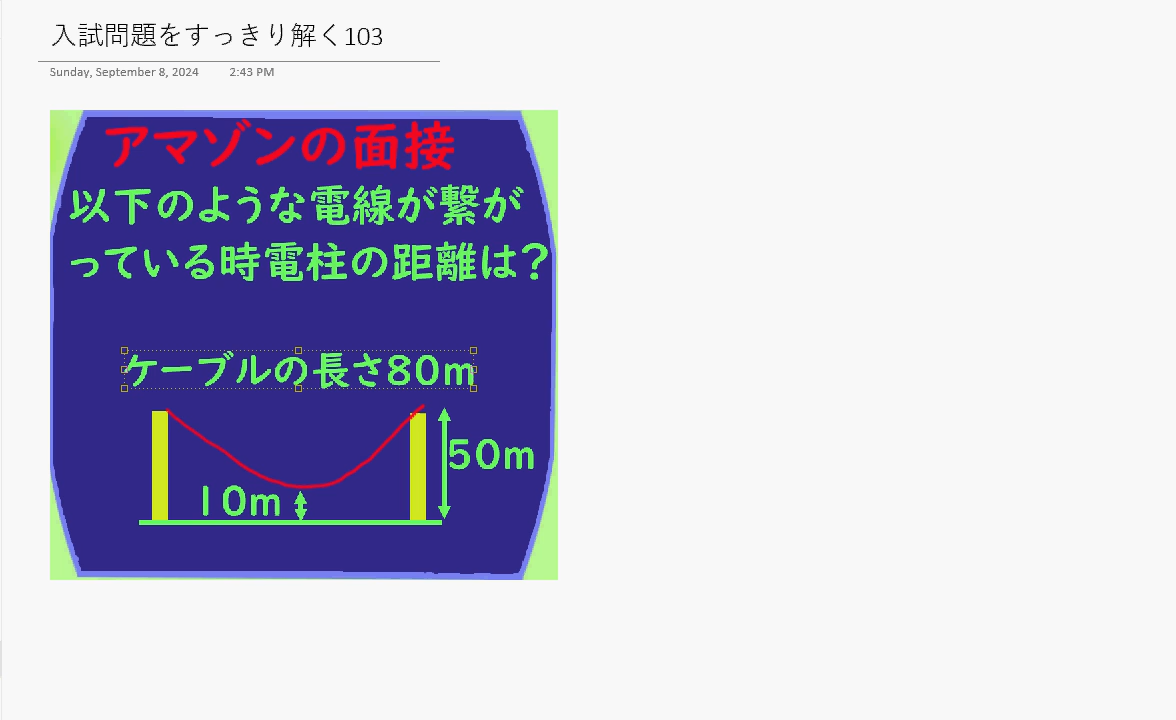 入試問題をすっきり解く103
Sunday, September 8, 2024 2:43 PM
アマゾンの面接
以下のような電線が繋が
っている時電柱の距離は？
ケーブルの長さ80m
50m
10m